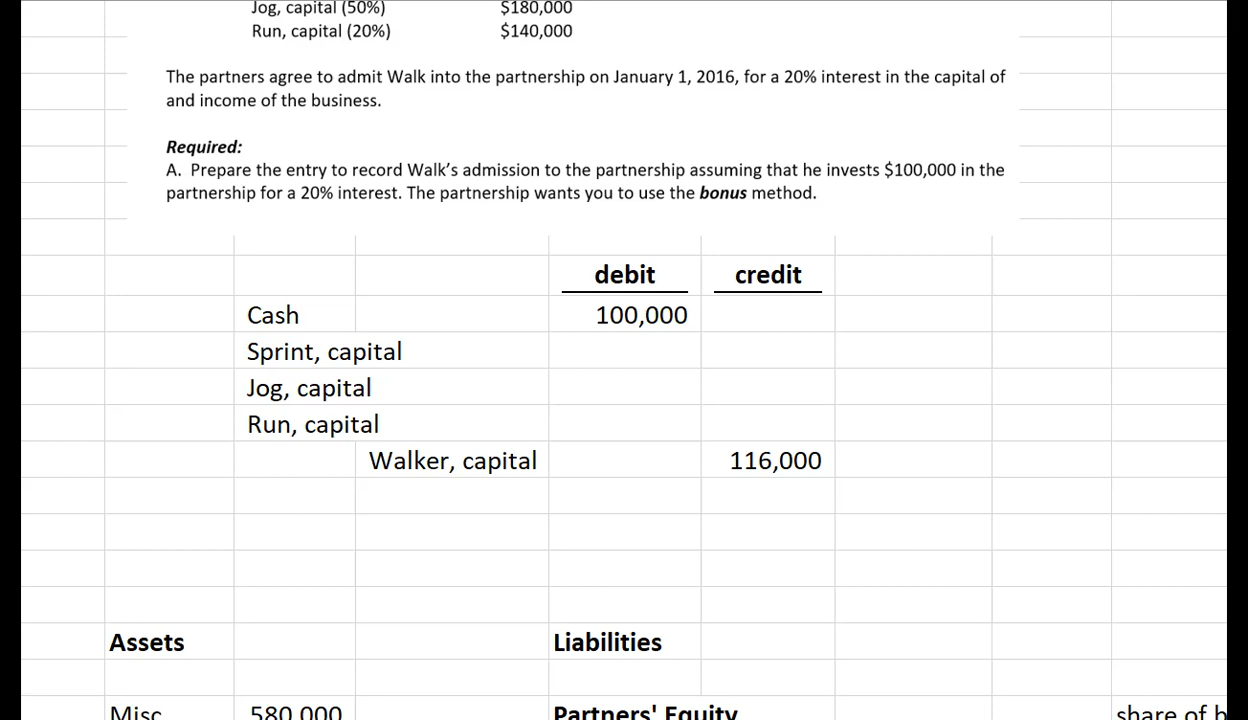 Jog, capital (50%) $180,000
Run, capital (20%) $140,000
The partners agree to admit Walk into the partnership on January 1, 2016, for a 20% interest in the capital of
and income of the business.
Required:
A. Prepare the entry to record Walk's admission to the partnership assuming that he invests $100,000 in the
partnership for a 20% interest. The partnership wants you to use the bonus method.
debit credit
Cash 100,000
Sprint, capital
Jog, capital
Run, capital
Walker, capital 116,000
Assets Liabilities
Misc 580,000 Partners' Equity share of b